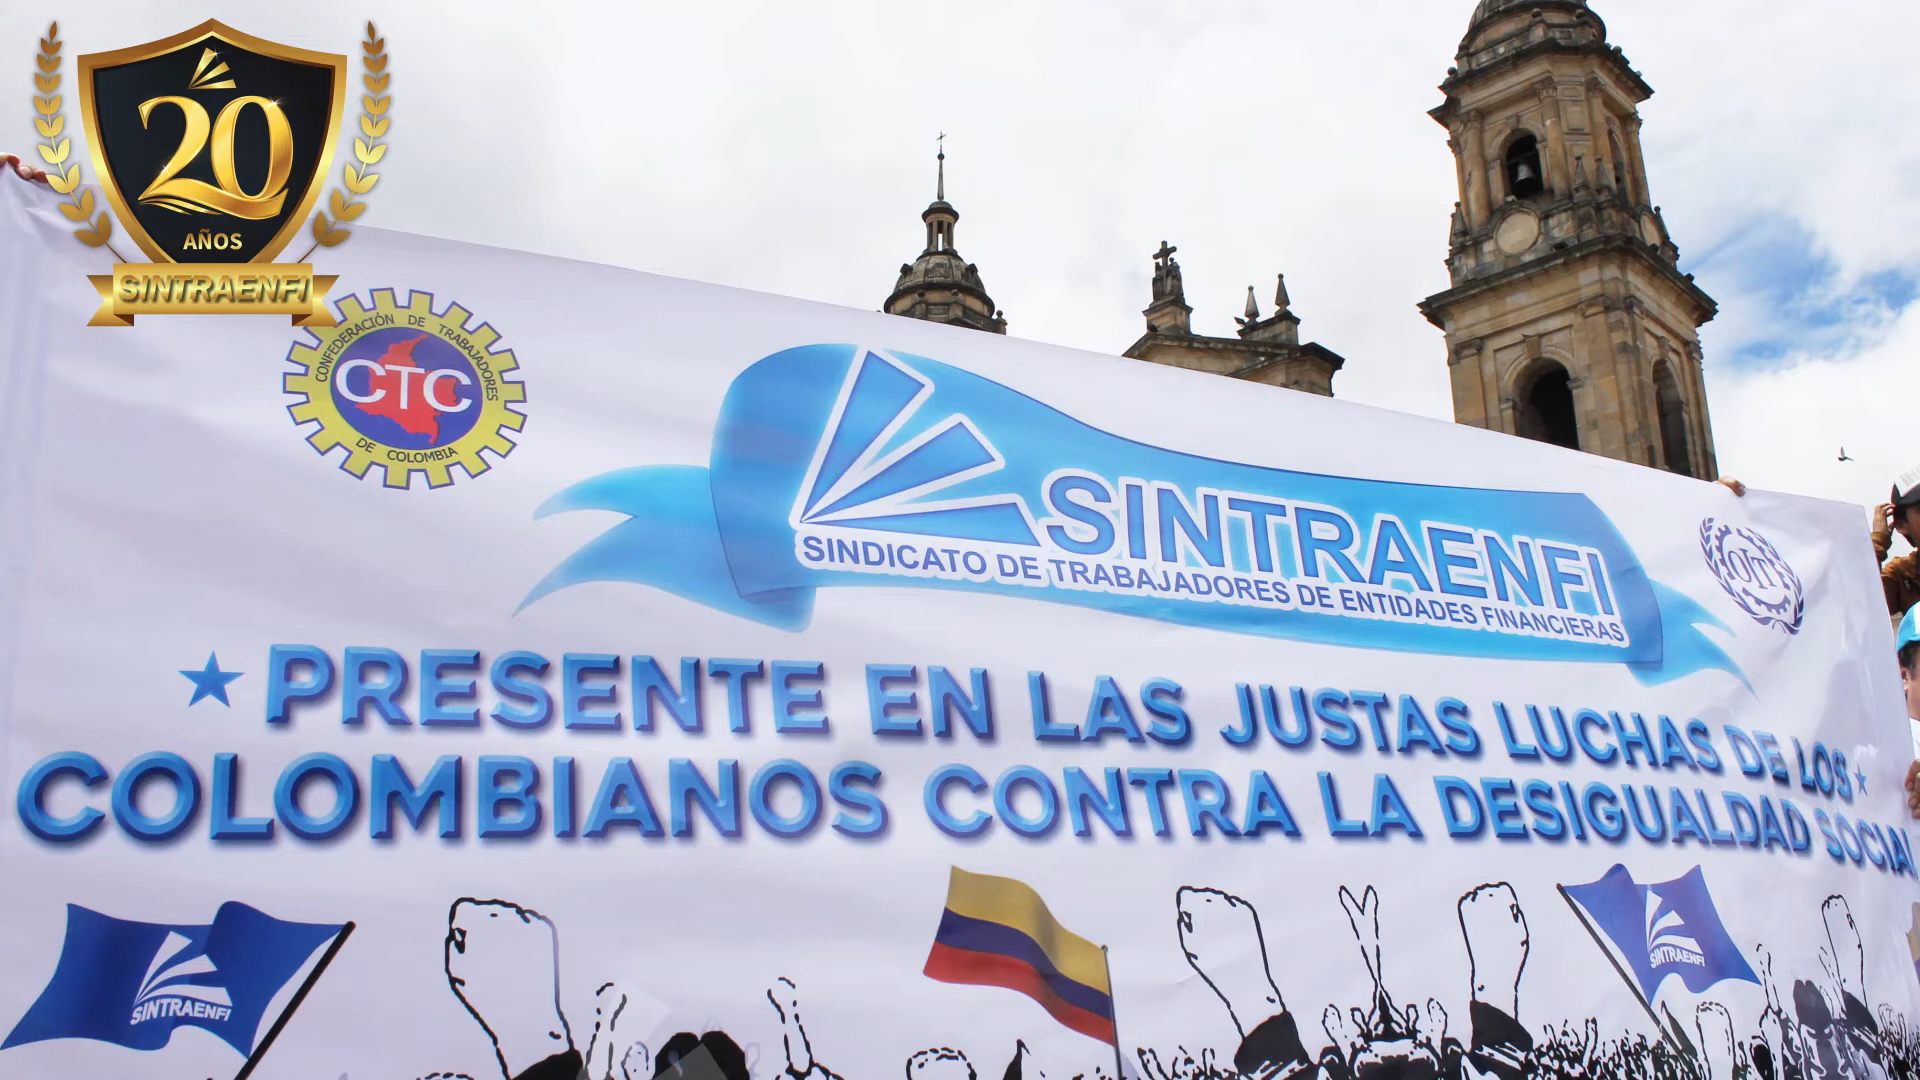 20
AÑOS
SINTRAENFI
CONFEDERACIÓN DE TRABAJADORES
CTC
DE COLOMBIA
SINTRAENFI
SINDICATO DE TRABAJADORES DE ENTIDADES FINANCIERAS
OIT
PRESENTE EN LAS JUSTAS LUCHAS DE LOS
COLOMBIANOS CONTRA LA DESIGUALDAD SOCIAL
SINTRAENFI
SINTRAENFI